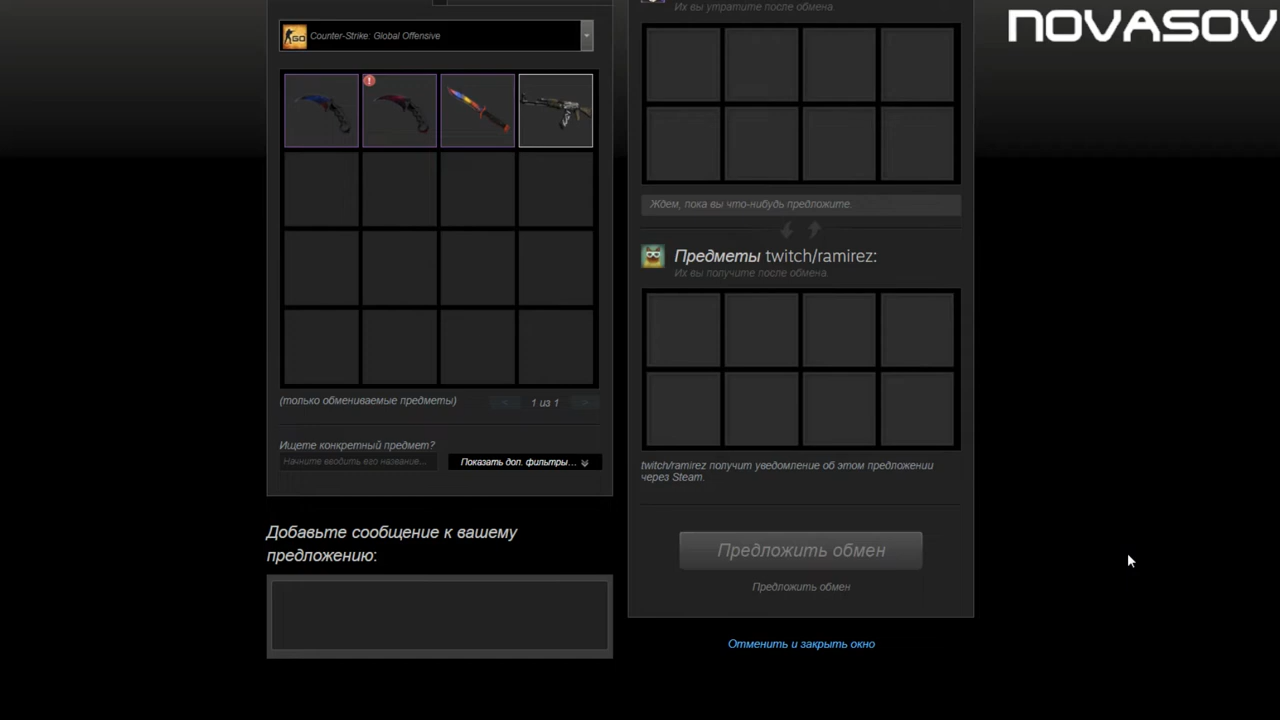 Их вы утратите после обмена.
NOVASOV
Counter-Strike: Global Offensive
Ждем, пока вы что-нибудь предложите.
Предметы twitch/ramirez:
Их вы получите после обмена.
(только обмениваемые предметы)
1 из 1
Ищете конкретный предмет?
Начните вводить его название...
Показать доп. фильтры...
twitch/ramirez получит уведомление об этом предложении
через Steam.
Добавьте сообщение к вашему
предложению:
Предложить обмен
Предложить обмен
Отменить и закрыть окно